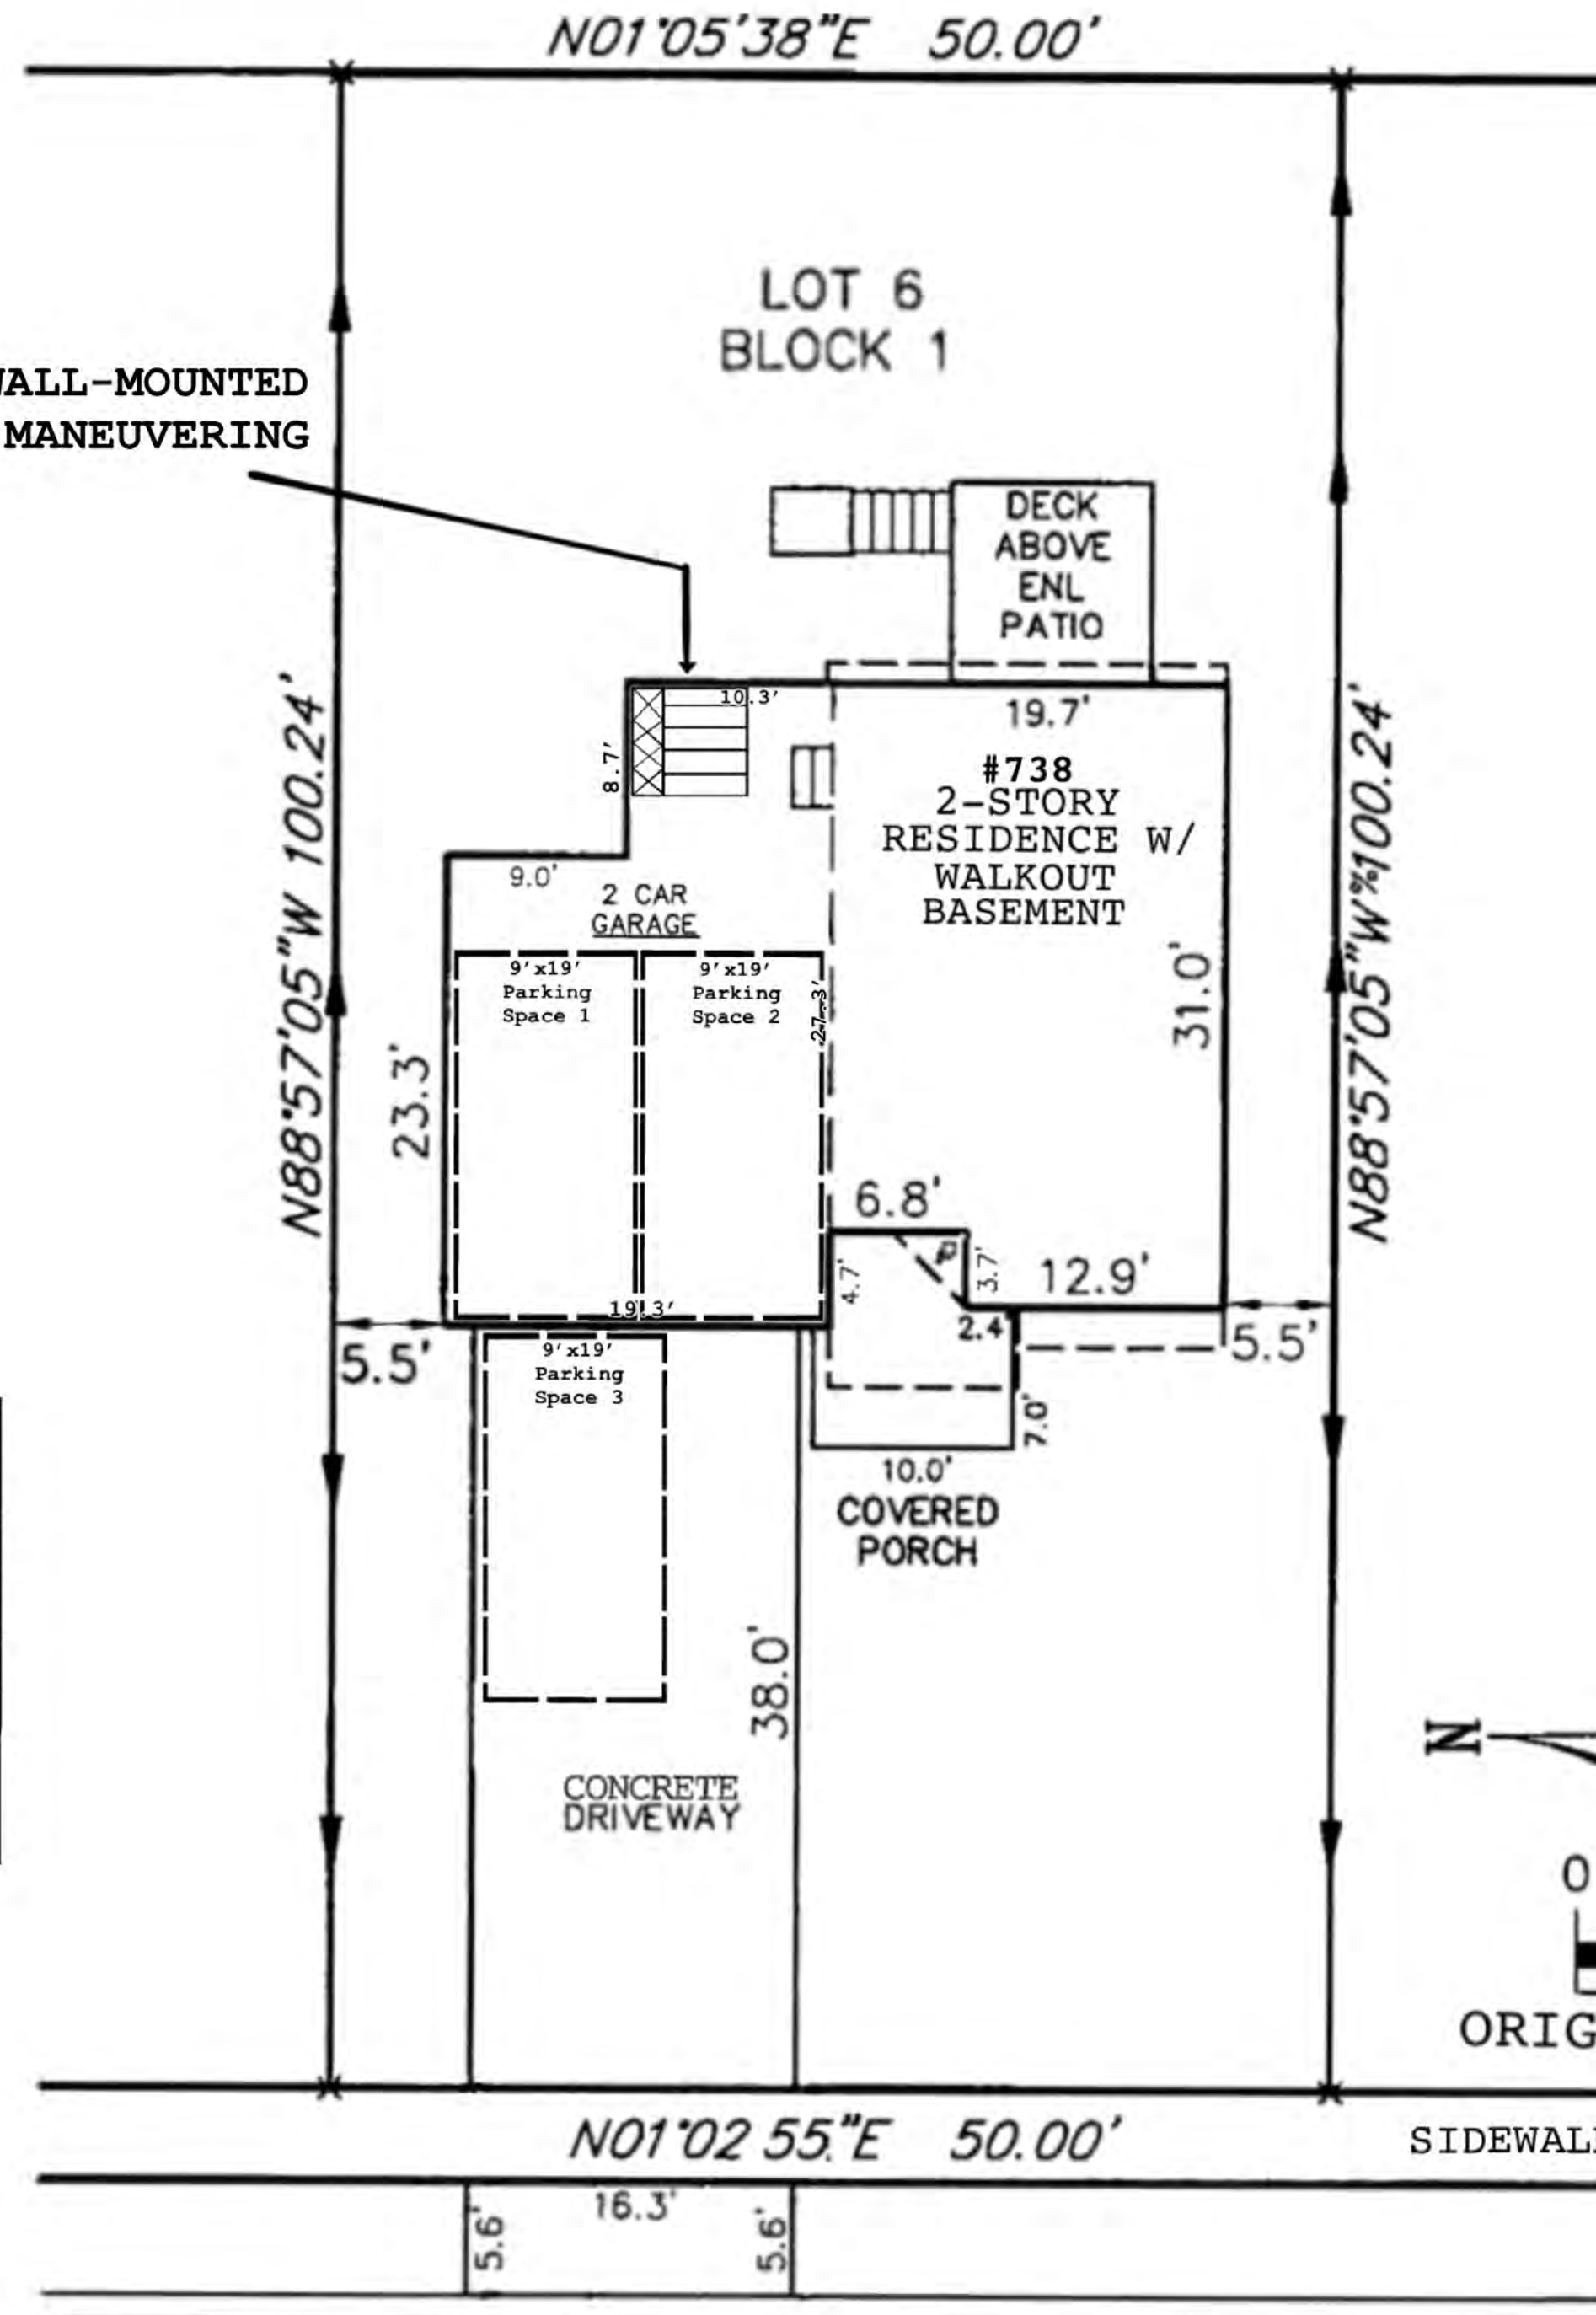 N01°05'38"E 50.00'
LOT 6
BLOCK 1
WALL-MOUNTED
MANEUVERING
DECK
ABOVE
ENL
PATIO
N88°57'05"W 100.24'
10.3'
8.7'
19.7'
#738
2-STORY
RESIDENCE W/
WALKOUT
BASEMENT
N88°57'05"W%%100.24'
9.0'
2 CAR
GARAGE
9'x19'
Parking
Space 1
9'x19'
Parking
Space 2
27.3'
31.0'
23.3'
6.8'
4.7'
P
3.7'
12.9'
19.3'
2.4'
5.5'
5.5'
9'x19'
Parking
Space 3
7.0'
10.0'
COVERED
PORCH
38.0'
N
CONCRETE
DRIVEWAY
0
ORIG
N01°02 55."E 50.00'
SIDEWAL
16.3'
5.6'
5.6'